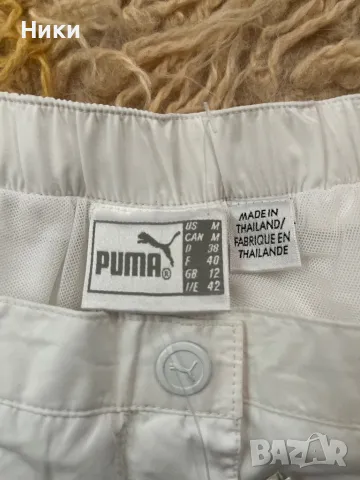 Ники
PUMA®
US M
CAN M
D 38
F 40
GB 12
I/E 42
MADE IN
THAILAND/
FABRIQUE EN
THAILANDE
BAZAR